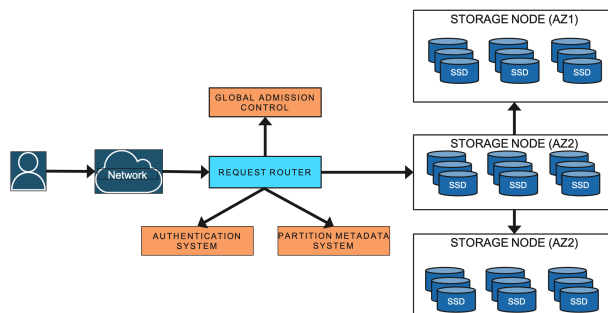 STORAGE NODE (AZ1)
SSD SSD SSD
GLOBAL ADMISSION
CONTROL
STORAGE NODE (AZ2)
Network
REQUEST ROUTER
SSD SSD SSD
AUTHENTICATION
SYSTEM
PARTITION METADATA
SYSTEM
STORAGE NODE (AZ2)
SSD SSD SSD